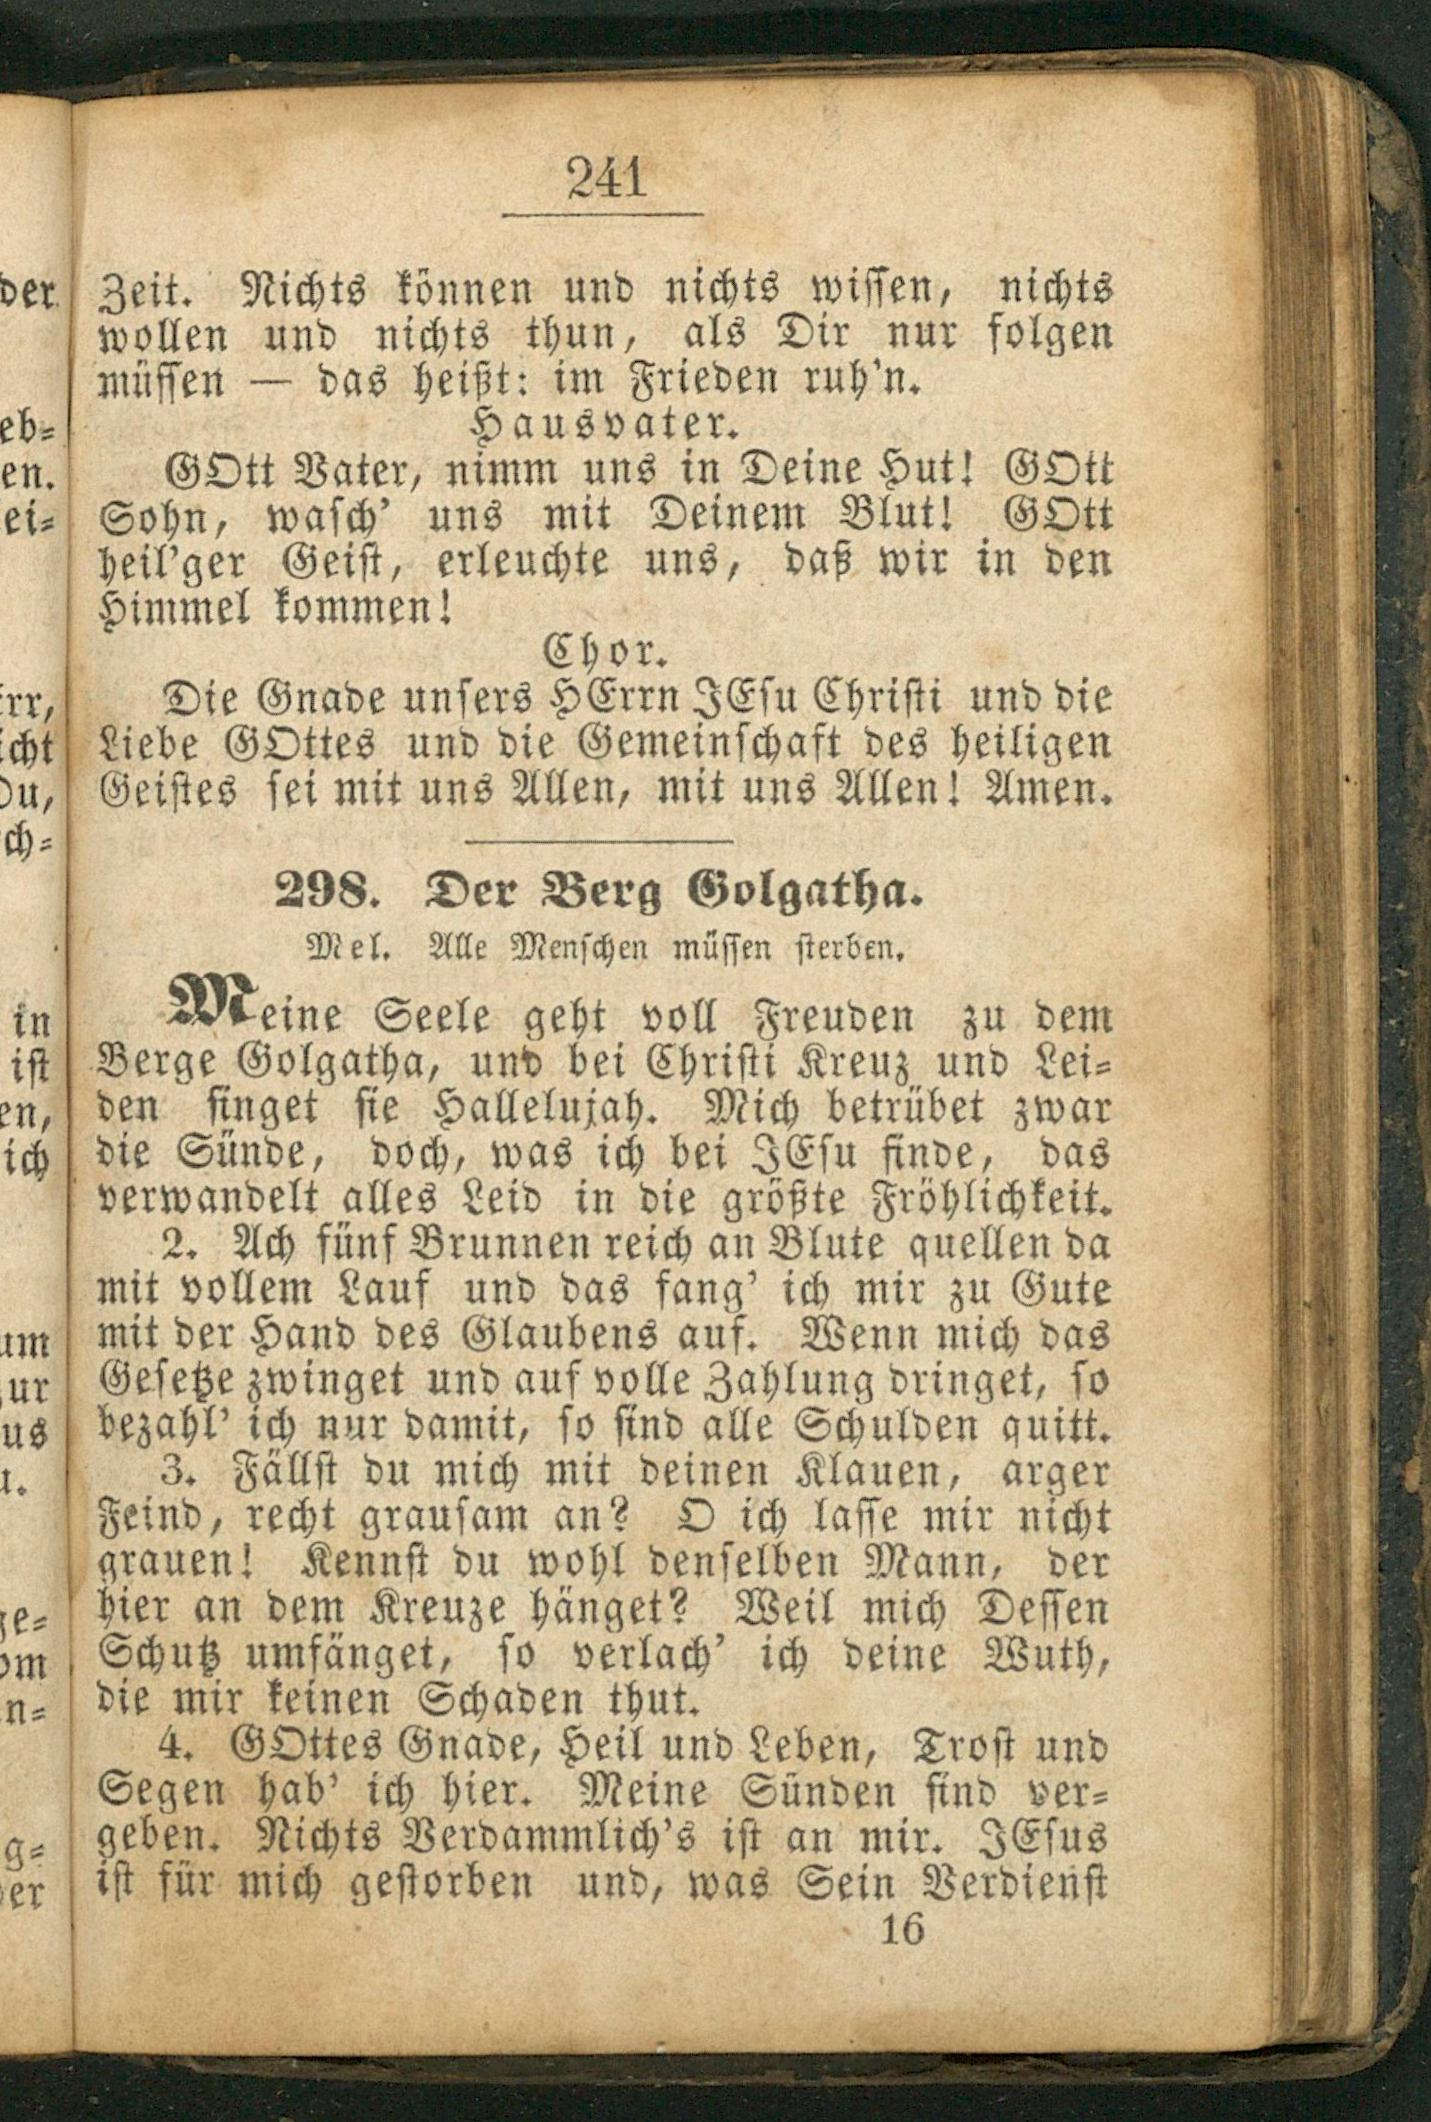 241
Zeit. Nichts können und nichts wissen, nichts
wollen und nichts thun, als Dir nur folgen
müssen — das heißt: im Frieden ruh'n.
Hausvater.
GOtt Vater, nimm uns in Deine Hut! GOtt
Sohn, wasch' uns mit Deinem Blut! GOtt
heil'ger Geist, erleuchte uns, daß wir in den
Himmel kommen!
Chor.
Die Gnade unsers HErrn JEsu Christi und die
Liebe GOttes und die Gemeinschaft des heiligen
Geistes sei mit uns Allen, mit uns Allen! Amen.
298. Der Berg Golgatha.
Mel. Alle Menschen müssen sterben.
Meine Seele geht voll Freuden zu dem
Berge Golgatha, und bei Christi Kreuz und Lei-
den singet sie Hallelujah. Mich betrübet zwar
die Sünde, doch, was ich bei JEsu finde, das
verwandelt alles Leid in die größte Fröhlichkeit.
2. Ach fünf Brunnen reich an Blute quellen da
mit vollem Lauf und das fang' ich mir zu Gute
mit der Hand des Glaubens auf. Wenn mich das
Gesetze zwinget und auf volle Zahlung dringet, so
bezahl' ich nur damit, so sind alle Schulden quitt.
3. Fällst du mich mit deinen Klauen, arger
Feind, recht grausam an? O ich lasse mir nicht
grauen! Kennst du wohl denselben Mann, der
hier an dem Kreuze hänget? Weil mich Dessen
Schutz umfänget, so verlach' ich deine Wuth,
die mir keinen Schaden thut.
4. GOttes Gnade, Heil und Leben, Trost und
Segen hab' ich hier. Meine Sünden sind ver-
geben. Nichts Verdammlich's ist an mir. JEsus
ist für mich gestorben und, was Sein Verdienst
16